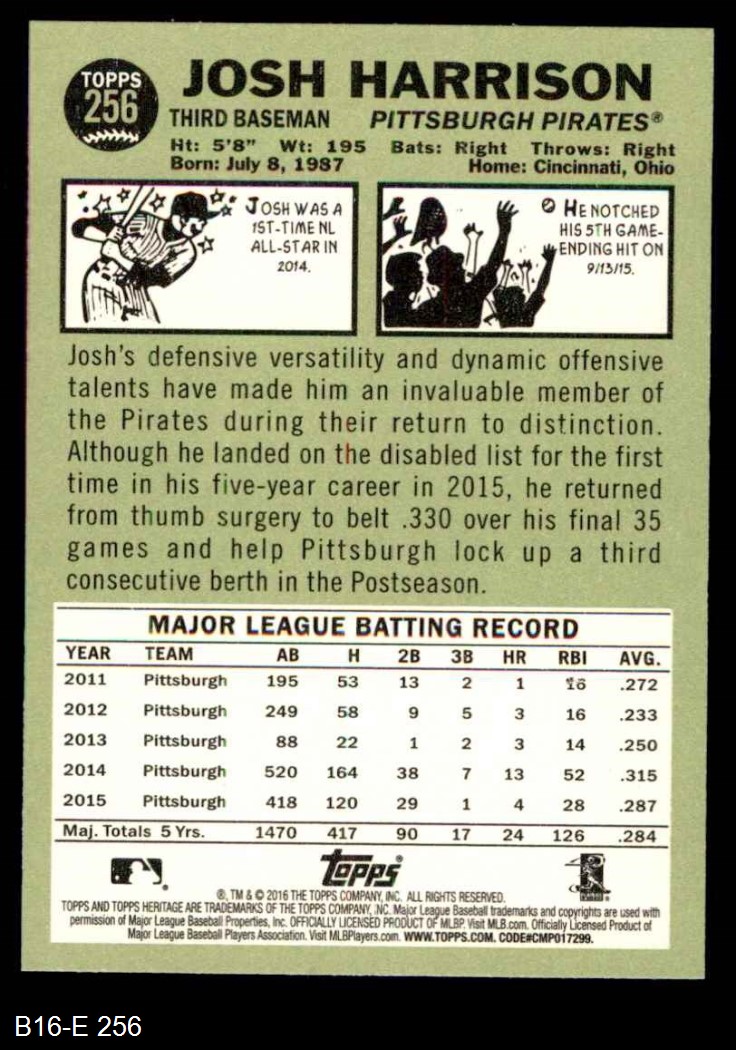 TOPPS
256
JOSH HARRISON
THIRD BASEMAN PITTSBURGH PIRATES®
Ht: 5'8" Wt: 195 Bats: Right Throws: Right
Born: July 8, 1987 Home: Cincinnati, Ohio
JOSH WAS A
1ST-TIME NL
ALL-STAR IN
2014.
HE NOTCHED
HIS 5TH GAME-
ENDING HIT ON
9/13/15.
Josh's defensive versatility and dynamic offensive
talents have made him an invaluable member of
the Pirates during their return to distinction.
Although he landed on the disabled list for the first
time in his five-year career in 2015, he returned
from thumb surgery to belt .330 over his final 35
games and help Pittsburgh lock up a third
consecutive berth in the Postseason.
MAJOR LEAGUE BATTING RECORD
YEAR TEAM AB H 2B 3B HR RBI AVG.
2011 Pittsburgh 195 53 13 2 1 16 .272
2012 Pittsburgh 249 58 9 5 3 16 .233
2013 Pittsburgh 88 22 1 2 3 14 .250
2014 Pittsburgh 520 164 38 7 13 52 .315
2015 Pittsburgh 418 120 29 1 4 28 .287
Maj. Totals 5 Yrs. 1470 417 90 17 24 126 .284
Topps®
®, TM & © 2016 THE TOPPS COMPANY, INC. ALL RIGHTS RESERVED.
TOPPS AND TOPPS HERITAGE ARE TRADEMARKS OF THE TOPPS COMPANY, INC. Major League Baseball trademarks and copyrights are used with
permission of Major League Baseball Properties, Inc. OFFICIALLY LICENSED PRODUCT OF MLBP. Visit MLB.com. Officially Licensed Product of
Major League Baseball Players Association. Visit MLBPlayers.com. WWW.TOPPS.COM. CODE#CMP017299.
B16-E 256